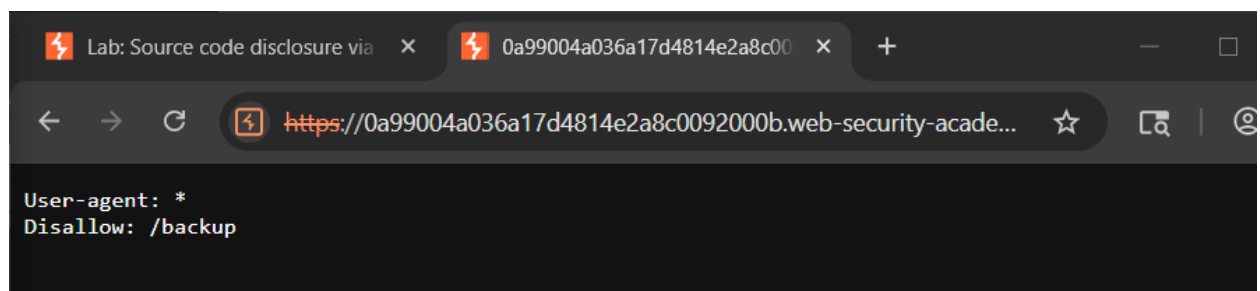 Lab: Source code disclosure via
0a99004a036a17d4814e2a8c00
https://0a99004a036a17d4814e2a8c0092000b.web-security-acade...
User-agent: *
Disallow: /backup